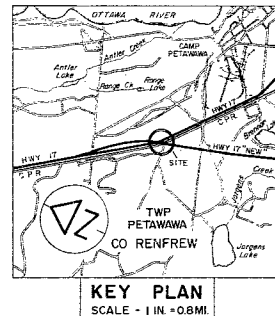 OTTAWA RIVER
Antler Creek
CAMP
PETAWAWA
Antler
Lake
Range Ck.
Range
Lake
HWY 17
C P R
HWY 17
C.P.R.
HWY 17 "NEW"
SITE
TWP
PETAWAWA
CO RENFREW
Creek
Jorgens
Lake
N
KEY PLAN
SCALE - 1 IN. = 0.8 MI.